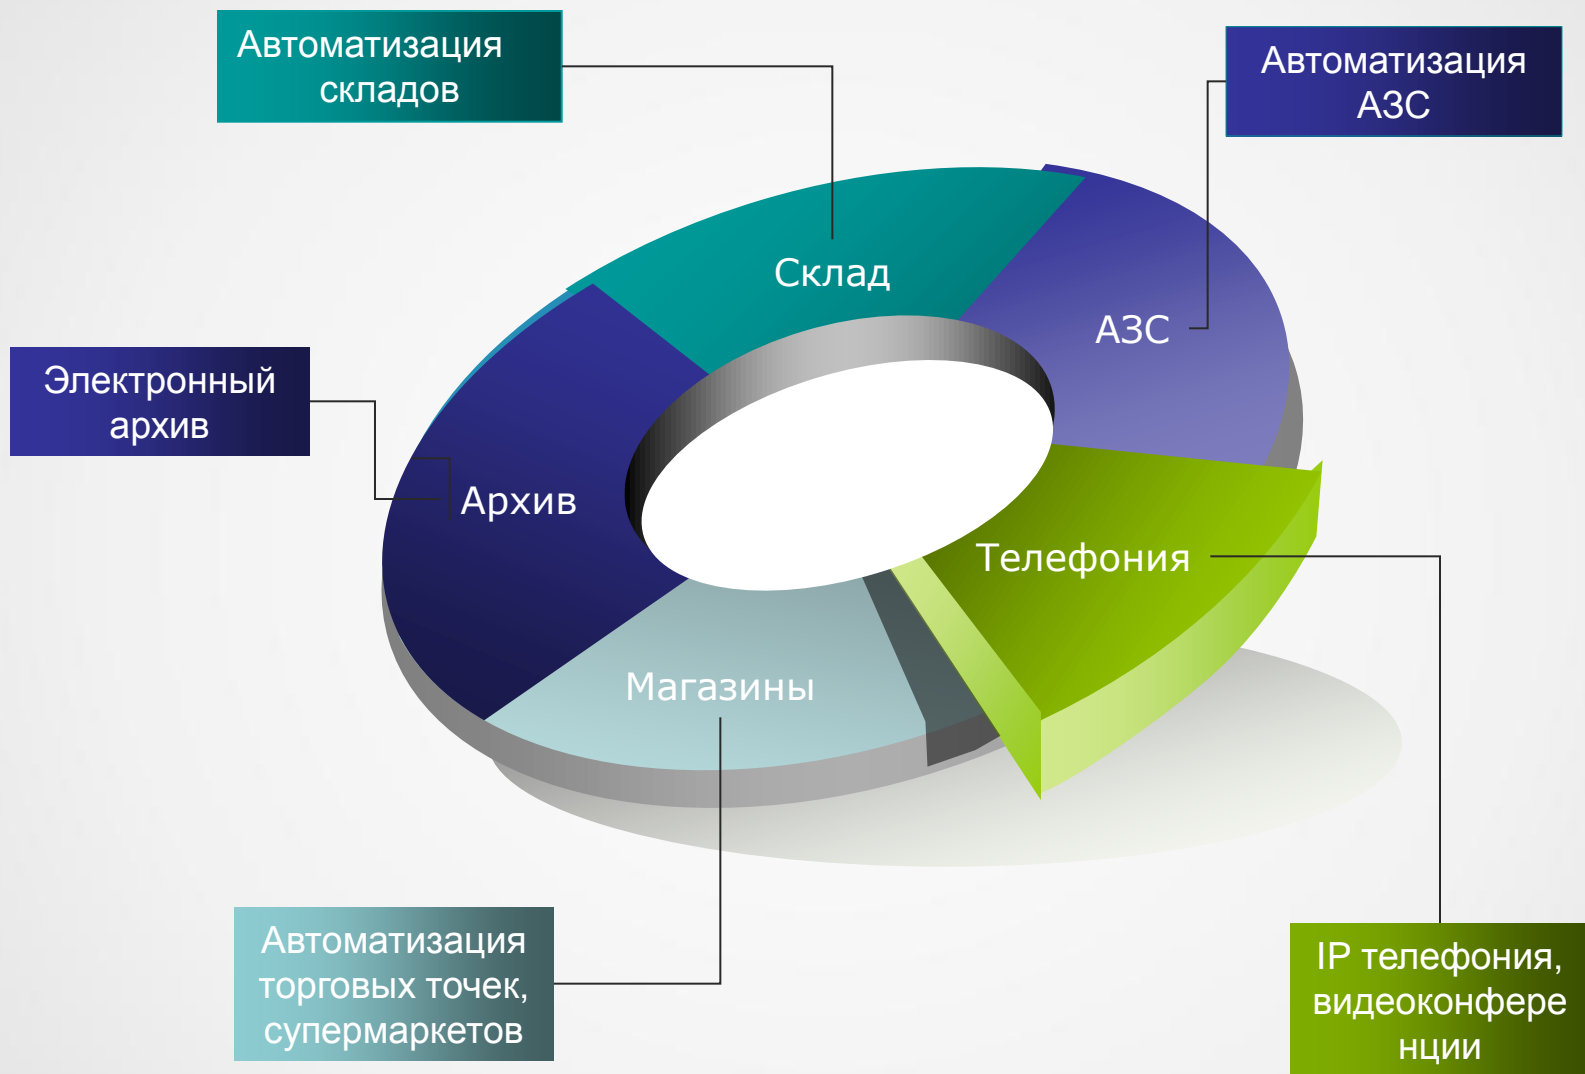 Автоматизация
складов
Автоматизация
АЗС
Склад
АЗС
Электронный
архив
Архив
Телефония
Магазины
Автоматизация
торговых точек,
супермаркетов
IP телефония,
видеоконфере
нции